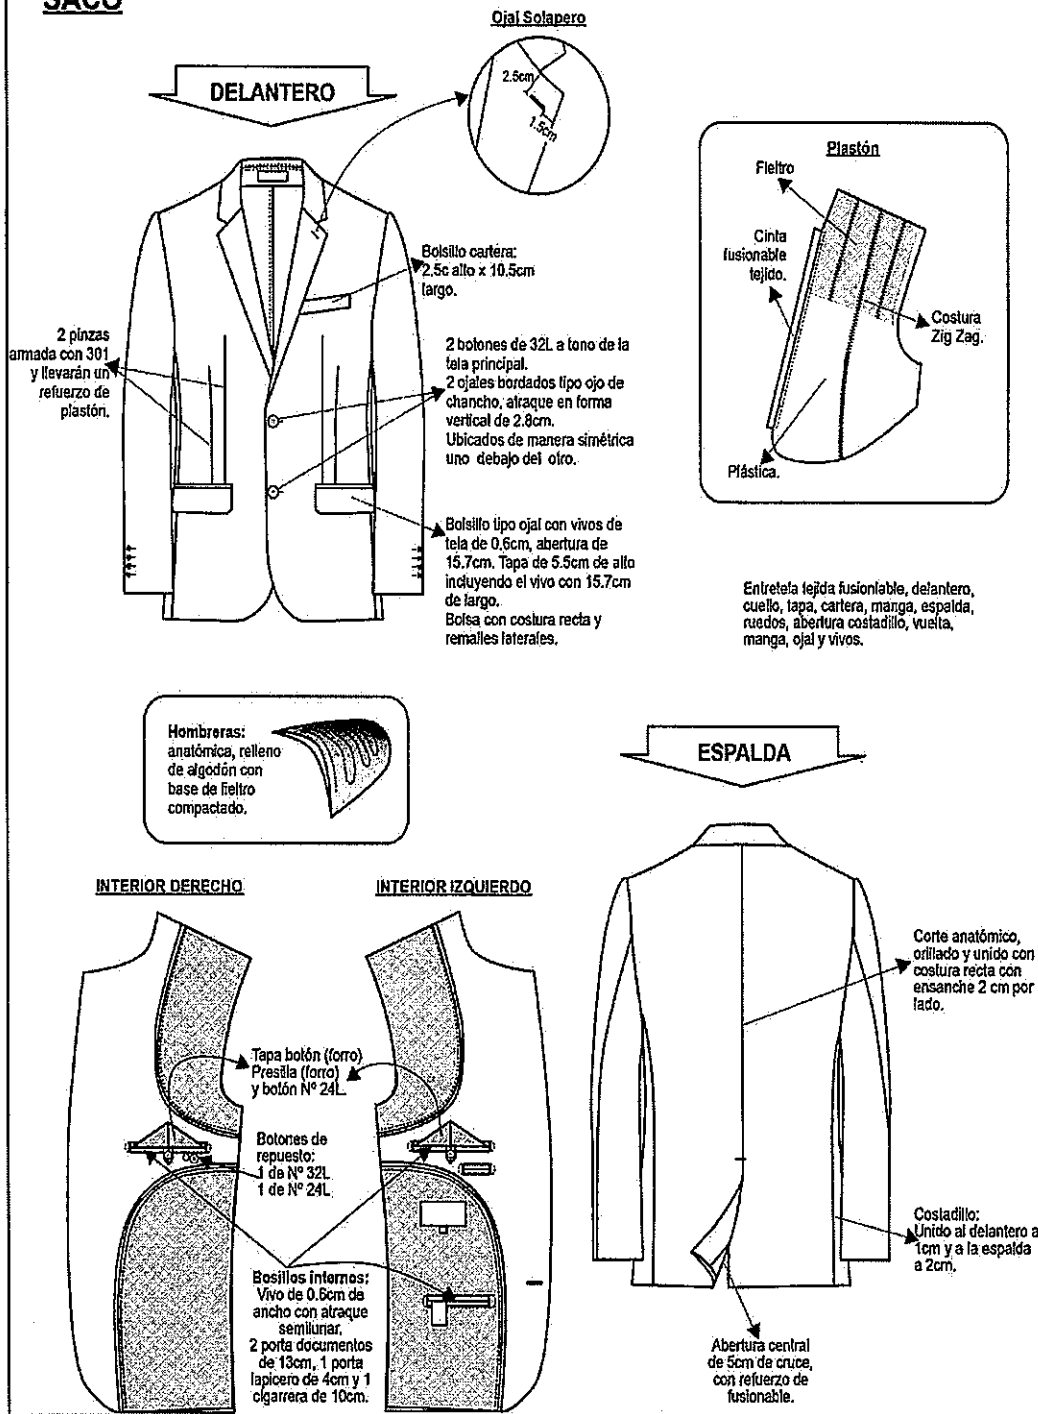 SACO
Ojal Solapero
DELANTERO
2.5cm
1.5cm
Plastón
Fieltro
Cinta
fusionable
tejido.
Costura
Zig Zag.
Plástica.
Bolsillo cartera:
2.5c alto x 10.5cm
largo.
2 pinzas
armada con 301
y llevarán un
refuerzo de
plastón.
2 botones de 32L a tono de la
tela principal.
2 ojales bordados tipo ojo de
chancho, atraque en forma
vertical de 2.8cm.
Ubicados de manera simétrica
uno debajo del otro.
Bolsillo tipo ojal con vivos de
tela de 0.6cm, abertura de
15.7cm. Tapa de 5.5cm de alto
incluyendo el vivo con 15.7cm
de largo.
Bolsa con costura recta y
remalles laterales.
Entretela tejida fusionlable, delantero,
cuello, tapa, cartera, manga, espalda,
ruedos, abertura costadillo, vuelta,
manga, ojal y vivos.
Hombreras:
anatómica, relleno
de algodón con
base de fieltro
compactado.
ESPALDA
INTERIOR DERECHO
INTERIOR IZQUIERDO
Tapa botón (forro)
Presilla (forro)
y botón Nº 24L.
Botones de
repuesto:
1 de Nº 32L
1 de Nº 24L
Bosillos internos:
Vivo de 0.6cm de
ancho con atraque
semilunar.
2 porta documentos
de 13cm, 1 porta
lapicero de 4cm y 1
cigarrera de 10cm.
Corte anatómico,
orillado y unido con
costura recta con
ensanche 2 cm por
lado.
Costadillo:
Unido al delantero a
1cm y a la espalda
a 2cm.
Abertura central
de 5cm de cruce,
con refuerzo de
fusionable.